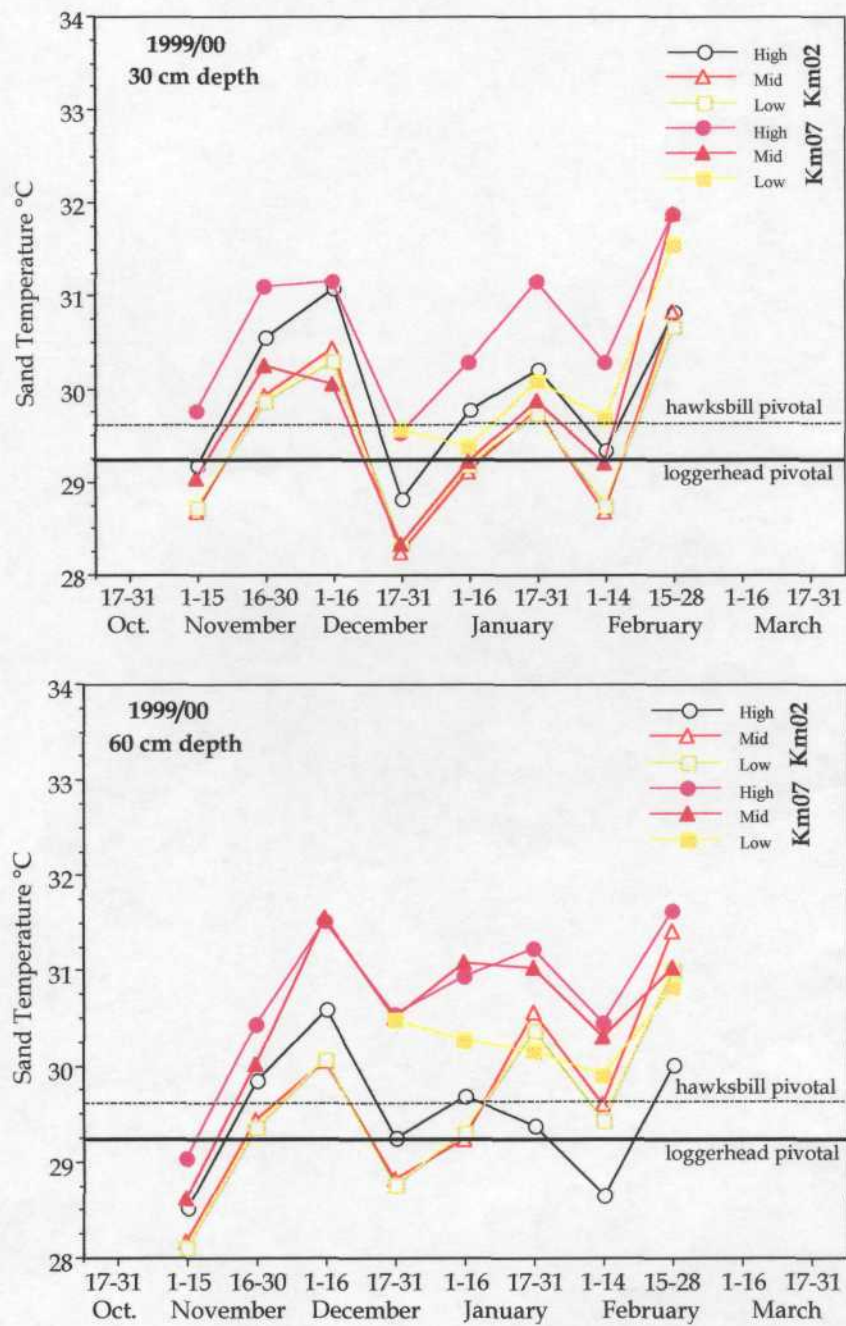 34
33
32
31
30
29
28
Sand Temperature °C
1999/00
30 cm depth
High
Mid
Low
Km02
High
Mid
Low
Km07
hawksbill pivotal
loggerhead pivotal
17-31 1-15 16-30 1-16 17-31 1-16 17-31 1-14 15-28 1-16 17-31
Oct. November December January February March
34
33
32
31
30
29
28
Sand Temperature °C
1999/00
60 cm depth
High
Mid
Low
Km02
High
Mid
Low
Km07
hawksbill pivotal
loggerhead pivotal
17-31 1-15 16-30 1-16 17-31 1-16 17-31 1-14 15-28 1-16 17-31
Oct. November December January February March